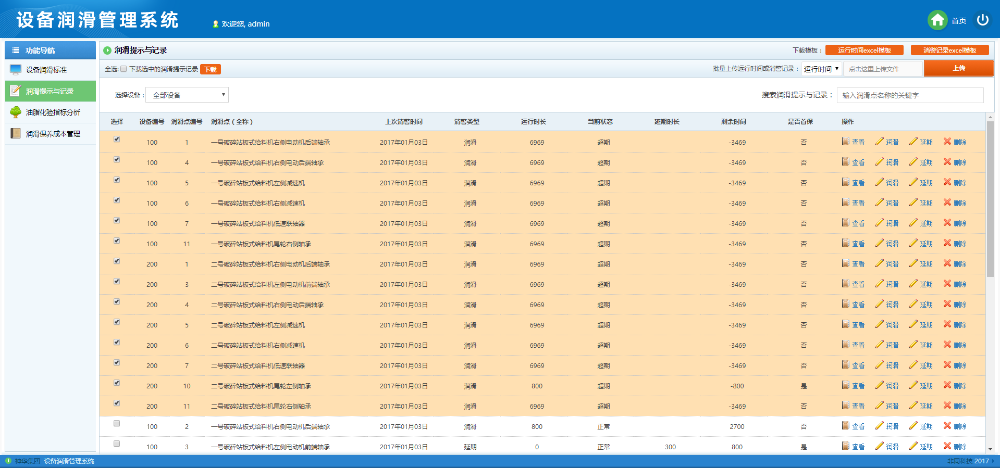 设备润滑管理系统
欢迎您, admin
首页
功能导航
设备润滑标准
润滑提示与记录
油脂化验指标分析
润滑保养成本管理
润滑提示与记录
下载模板： 运行时间excel模板 消警记录excel模板
全选: 下载选中的润滑提示记录 下载
批量上传运行时间或消警记录： 运行时间 点击这里上传文件 上传
选择设备： 全部设备
搜索润滑提示与记录： 输入润滑点名称的关键字
选择 设备编号 润滑点编号 润滑点（全称） 上次消警时间 消警类型 运行时长 当前状态 延期时长 剩余时间 是否首保 操作
100 1 一号破碎站板式给料机右侧电动机后端轴承 2017年01月03日 润滑 6969 超期 -3469 否 查看 润滑 延期 删除
100 4 一号破碎站板式给料机右侧电动后端轴承 2017年01月03日 润滑 6969 超期 -3469 否 查看 润滑 延期 删除
100 5 一号破碎站板式给料机左侧减速机 2017年01月03日 润滑 6969 超期 -3469 否 查看 润滑 延期 删除
100 6 一号破碎站板式给料机右侧减速机 2017年01月03日 润滑 6969 超期 -3469 否 查看 润滑 延期 删除
100 7 一号破碎站板式给料机低速联轴器 2017年01月03日 润滑 6969 超期 -3469 否 查看 润滑 延期 删除
100 11 一号破碎站板式给料机尾轮右侧轴承 2017年01月03日 润滑 6969 超期 -3469 否 查看 润滑 延期 删除
200 1 二号破碎站板式给料机右侧电动机后端轴承 2017年01月03日 润滑 6969 超期 -3469 否 查看 润滑 延期 删除
200 3 二号破碎站板式给料机左侧电动机前端轴承 2017年01月03日 润滑 6969 超期 -3469 否 查看 润滑 延期 删除
200 4 二号破碎站板式给料机右侧电动后端轴承 2017年01月03日 润滑 6969 超期 -3469 否 查看 润滑 延期 删除
200 5 二号破碎站板式给料机左侧减速机 2017年01月03日 润滑 6969 超期 -3469 否 查看 润滑 延期 删除
200 6 二号破碎站板式给料机右侧减速机 2017年01月03日 润滑 6969 超期 -3469 否 查看 润滑 延期 删除
200 7 二号破碎站板式给料机低速联轴器 2017年01月03日 润滑 6969 超期 -3469 否 查看 润滑 延期 删除
200 10 二号破碎站板式给料机尾轮左侧轴承 2017年01月03日 润滑 800 超期 -800 是 查看 润滑 延期 删除
200 11 二号破碎站板式给料机尾轮右侧轴承 2017年01月03日 润滑 6969 超期 -3469 否 查看 润滑 延期 删除
100 2 一号破碎站板式给料机右侧电动机后端轴承 2017年01月03日 润滑 800 正常 2700 否 查看 润滑 延期 删除
100 3 一号破碎站板式给料机左侧电动机前端轴承 2017年01月03日 延期 0 正常 300 800 是 查看 润滑 延期 删除
神华集团 设备润滑管理系统
非同科技 2017